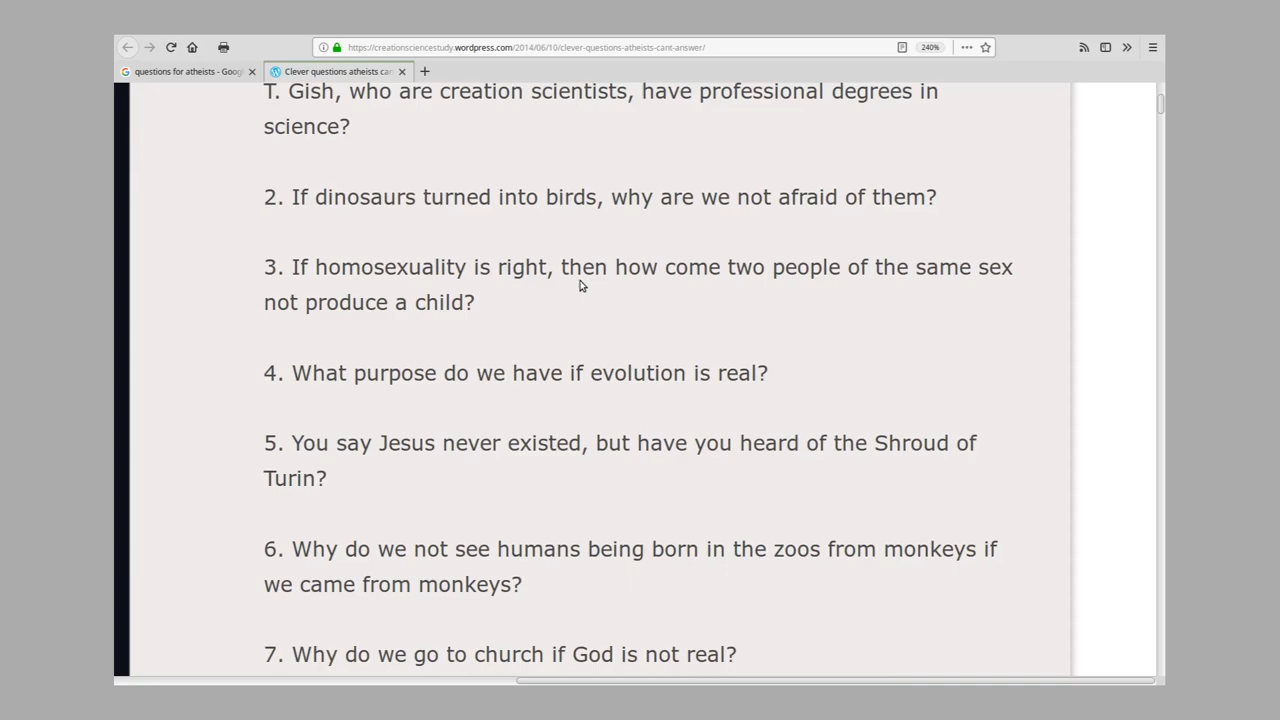 https://creationsciencestudy.wordpress.com/2014/06/10/clever-questions-atheists-cant-answer/
240%
questions for atheists - Goog
Clever questions atheists can
T. Gish, who are creation scientists, have professional degrees in
science?
2. If dinosaurs turned into birds, why are we not afraid of them?
3. If homosexuality is right, then how come two people of the same sex
not produce a child?
4. What purpose do we have if evolution is real?
5. You say Jesus never existed, but have you heard of the Shroud of
Turin?
6. Why do we not see humans being born in the zoos from monkeys if
we came from monkeys?
7. Why do we go to church if God is not real?